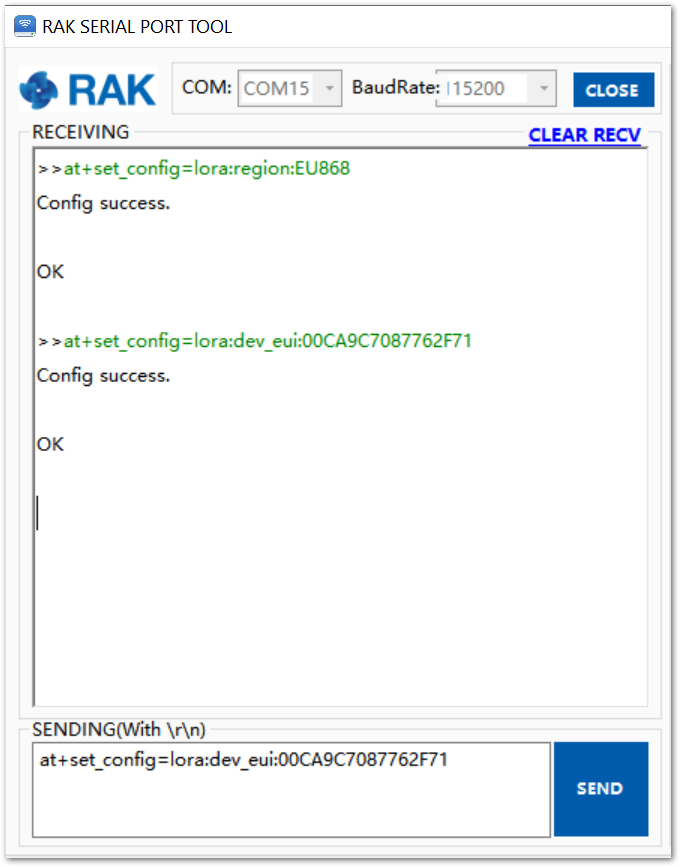 RAK SERIAL PORT TOOL
RAK COM: COM15 BaudRate: 115200 CLOSE
RECEIVING CLEAR RECV
>>at+set_config=lora:region:EU868
Config success.
OK
>>at+set_config=lora:dev_eui:00CA9C7087762F71
Config success.
OK
SENDING(With \r\n)
at+set_config=lora:dev_eui:00CA9C7087762F71
SEND